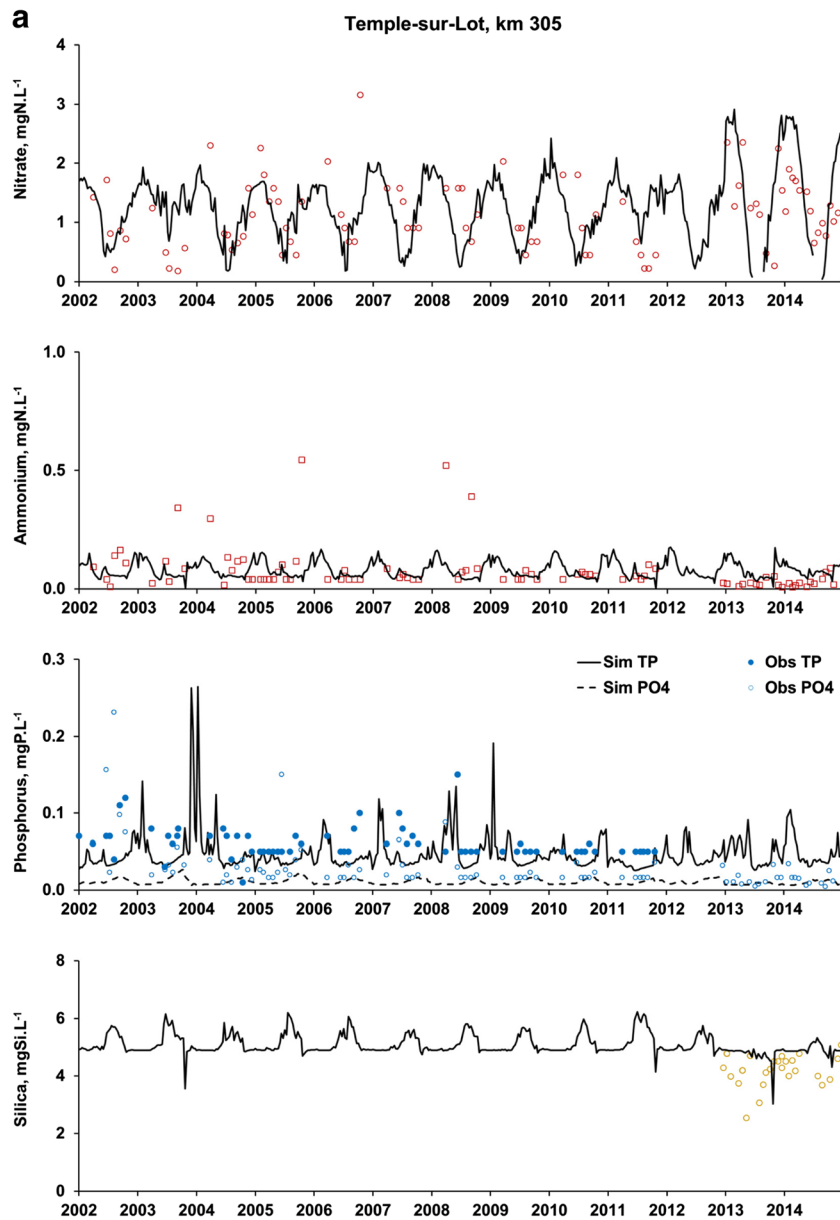 a
Temple-sur-Lot, km 305
Nitrate, mgN.L⁻¹
4
3
2
1
0
2002 2003 2004 2005 2006 2007 2008 2009 2010 2011 2012 2013 2014
Ammonium, mgN.L⁻¹
1.0
0.5
0.0
2002 2003 2004 2005 2006 2007 2008 2009 2010 2011 2012 2013 2014
Phosphorus, mgP.L⁻¹
0.3
Sim TP Obs TP
Sim PO4 Obs PO4
0.2
0.1
0.0
2002 2003 2004 2005 2006 2007 2008 2009 2010 2011 2012 2013 2014
Silica, mgSi.L⁻¹
8
6
4
2
0
2002 2003 2004 2005 2006 2007 2008 2009 2010 2011 2012 2013 2014